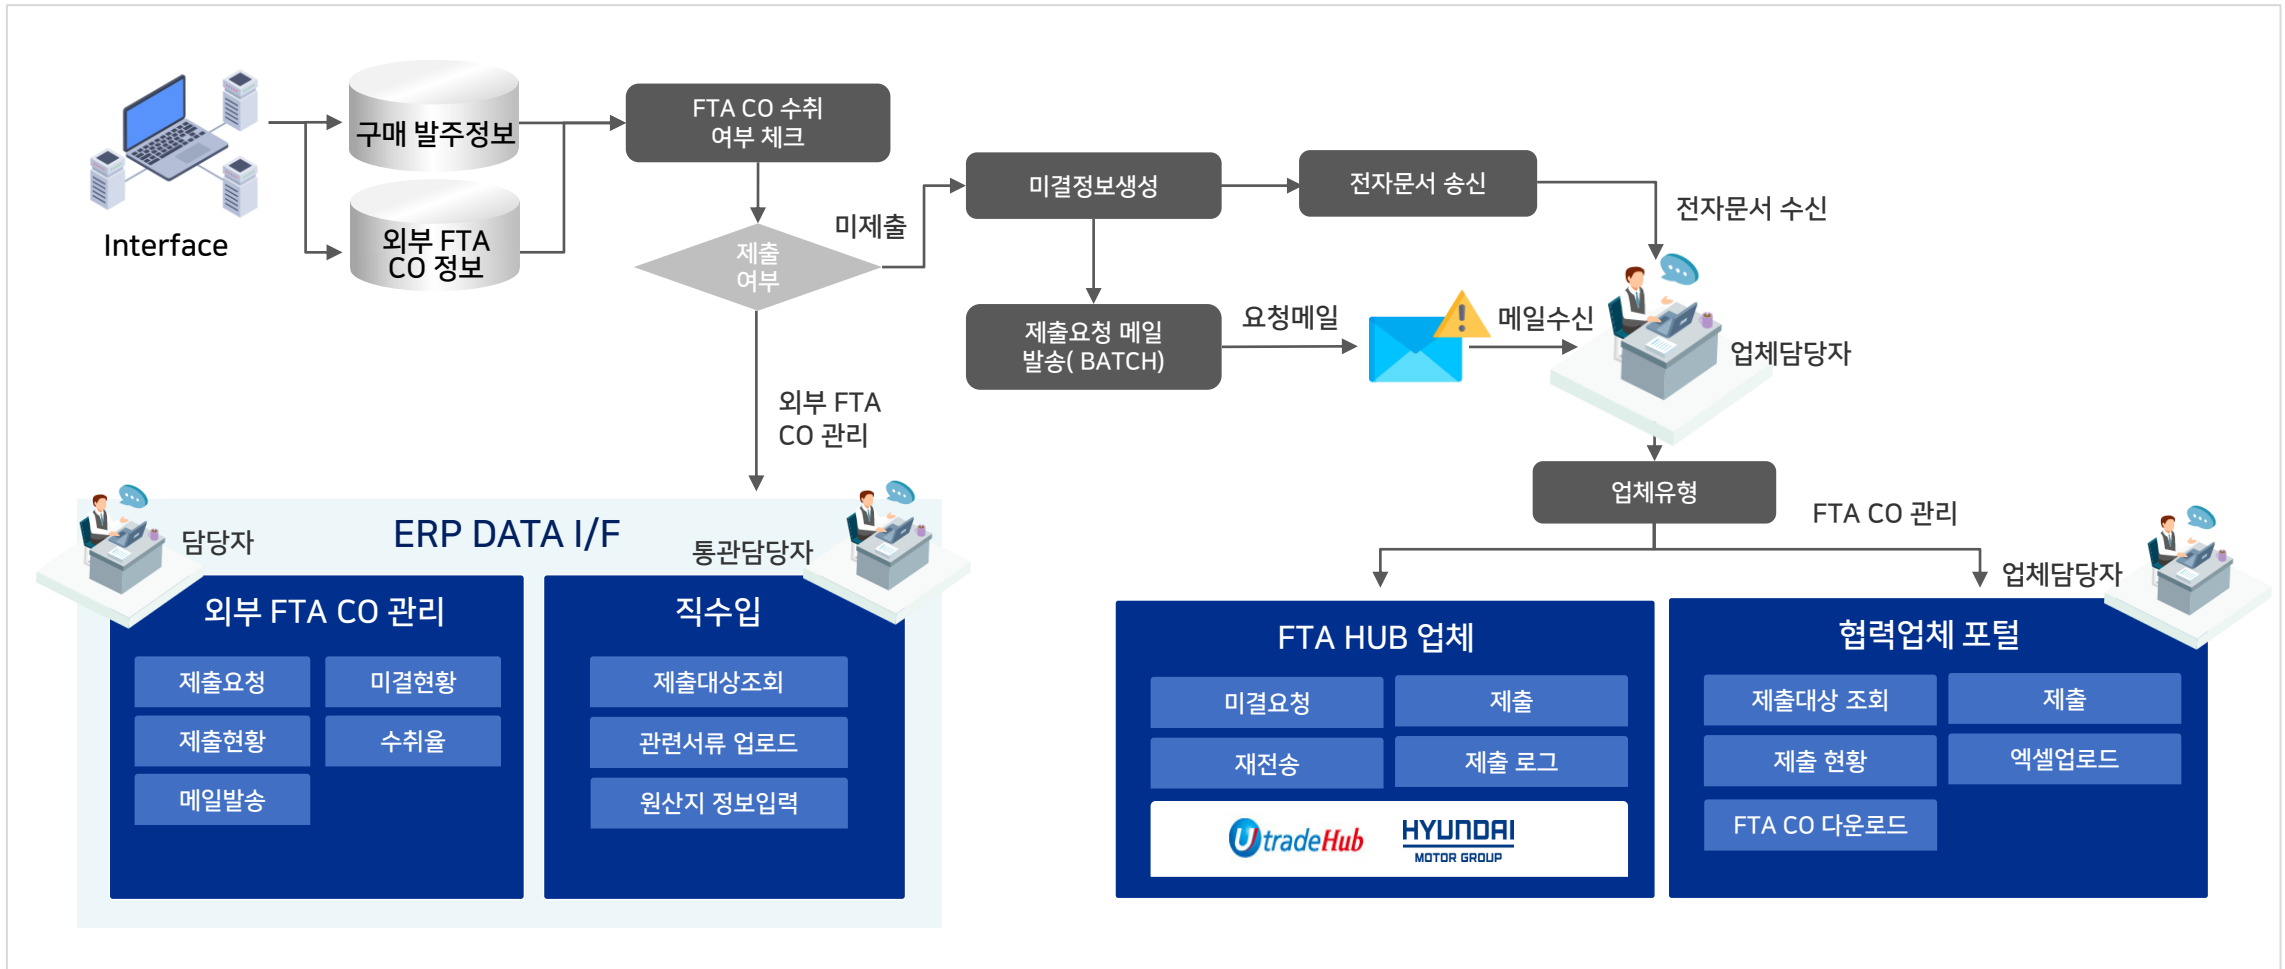 Interface
구매 발주정보
외부 FTA
CO 정보
FTA CO 수취
여부 체크
제출
여부
미제출
미결정보생성
전자문서 송신
전자문서 수신
제출요청 메일
발송( BATCH)
요청메일
메일수신
업체담당자
외부 FTA
CO 관리
업체유형
FTA CO 관리
담당자
ERP DATA I/F
통관담당자
외부 FTA CO 관리
제출요청
미결현황
제출현황
수취율
메일발송
직수입
제출대상조회
관련서류 업로드
원산지 정보입력
FTA HUB 업체
미결요청
제출
재전송
제출 로그
UtradeHub
HYUNDAI
MOTOR GROUP
업체담당자
협력업체 포털
제출대상 조회
제출
제출 현황
엑셀업로드
FTA CO 다운로드